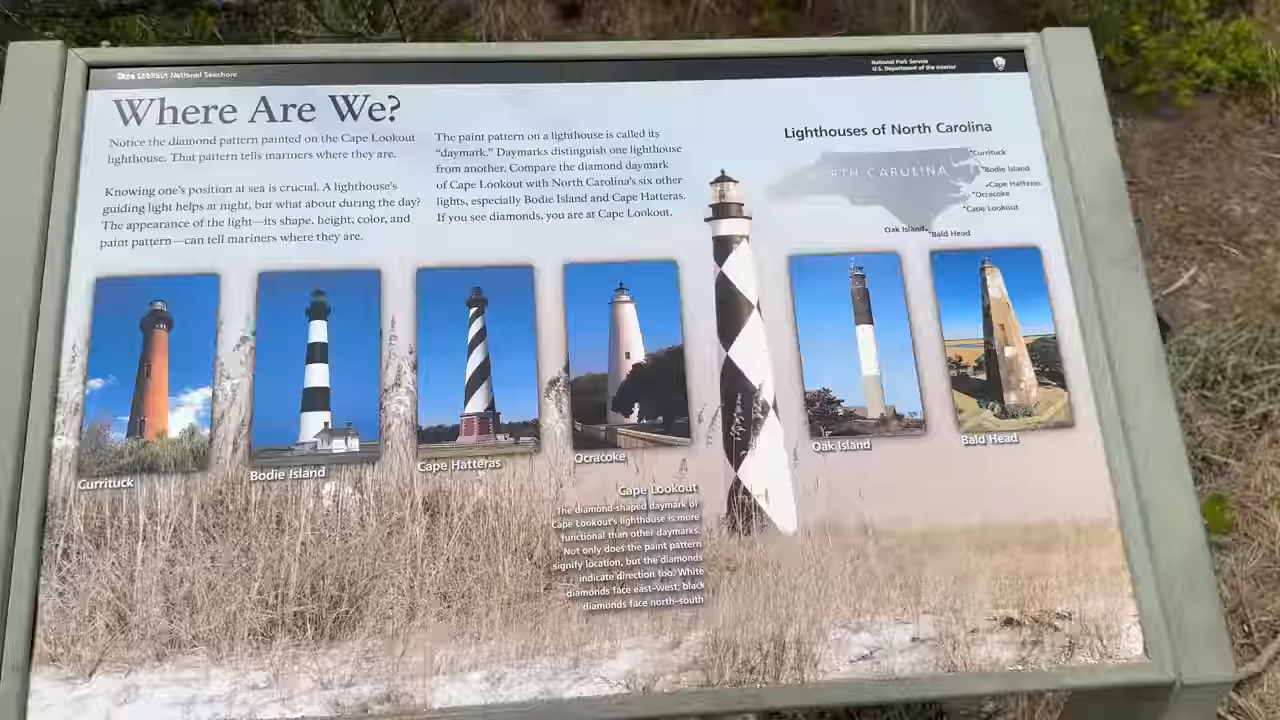 Cape Lookout National Seashore
National Park Service
U.S. Department of the Interior
Where Are We?
Notice the diamond pattern painted on the Cape Lookout
lighthouse. That pattern tells mariners where they are.
Knowing one's position at sea is crucial. A lighthouse's
guiding light helps at night, but what about during the day?
The appearance of the light—its shape, height, color, and
paint pattern—can tell mariners where they are.
The paint pattern on a lighthouse is called its
"daymark." Daymarks distinguish one lighthouse
from another. Compare the diamond daymark
of Cape Lookout with North Carolina's six other
lights, especially Bodie Island and Cape Hatteras.
If you see diamonds, you are at Cape Lookout.
Lighthouses of North Carolina
NORTH CAROLINA
Currituck
Bodie Island
Cape Hatteras
Ocracoke
Cape Lookout
Oak Island
Bald Head
Currituck
Bodie Island
Cape Hatteras
Ocracoke
Cape Lookout
The diamond-shaped daymark of
Cape Lookout's lighthouse is more
functional than other daymarks.
Not only does the paint pattern
signify location, but the diamonds
indicate direction too. White
diamonds face east–west; black
diamonds face north–south
Oak Island
Bald Head